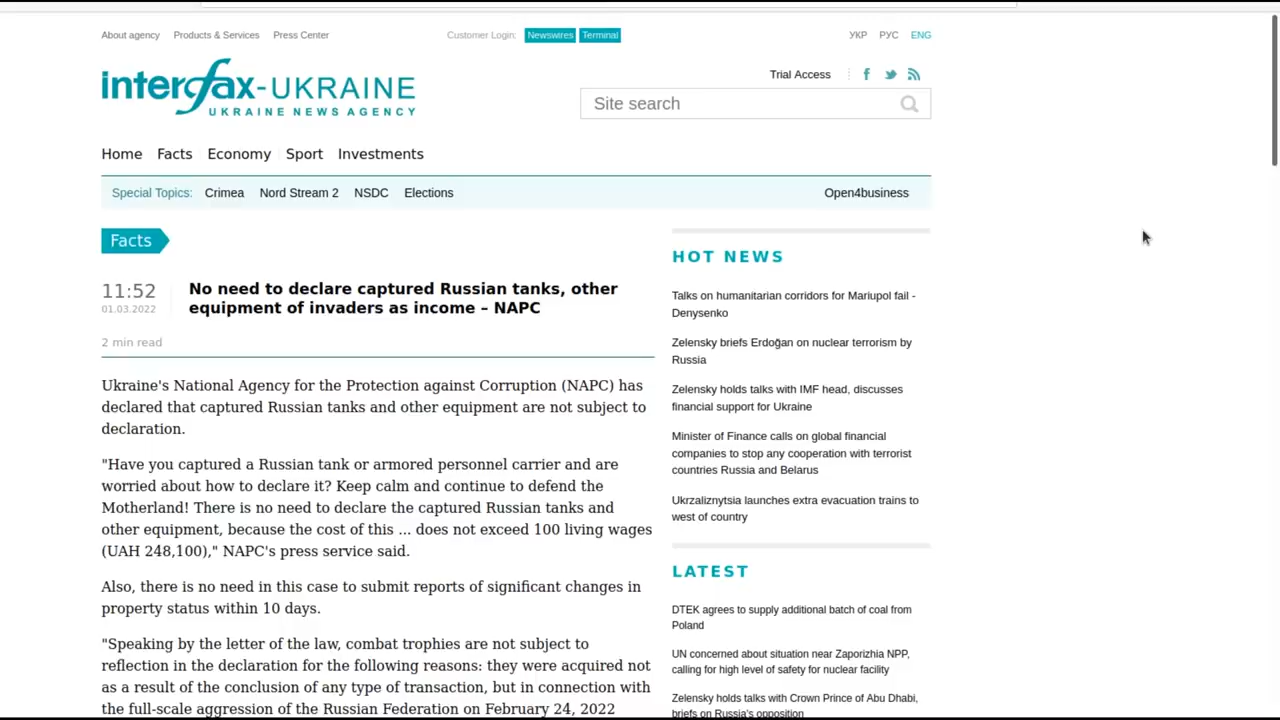 About agency Products & Services Press Center
Customer Login: Newswires Terminal
УКР РУС ENG
interfax-UKRAINE
UKRAINE NEWS AGENCY
Trial Access
Site search
Home Facts Economy Sport Investments
Special Topics: Crimea Nord Stream 2 NSDC Elections Open4business
Facts
11:52
01.03.2022
No need to declare captured Russian tanks, other
equipment of invaders as income – NAPC
2 min read
Ukraine's National Agency for the Protection against Corruption (NAPC) has
declared that captured Russian tanks and other equipment are not subject to
declaration.
"Have you captured a Russian tank or armored personnel carrier and are
worried about how to declare it? Keep calm and continue to defend the
Motherland! There is no need to declare the captured Russian tanks and
other equipment, because the cost of this ... does not exceed 100 living wages
(UAH 248,100)," NAPC's press service said.
Also, there is no need in this case to submit reports of significant changes in
property status within 10 days.
"Speaking by the letter of the law, combat trophies are not subject to
reflection in the declaration for the following reasons: they were acquired not
as a result of the conclusion of any type of transaction, but in connection with
the full-scale aggression of the Russian Federation on February 24, 2022
HOT NEWS
Talks on humanitarian corridors for Mariupol fail -
Denysenko
Zelensky briefs Erdoğan on nuclear terrorism by
Russia
Zelensky holds talks with IMF head, discusses
financial support for Ukraine
Minister of Finance calls on global financial
companies to stop any cooperation with terrorist
countries Russia and Belarus
Ukrzaliznytsia launches extra evacuation trains to
west of country
LATEST
DTEK agrees to supply additional batch of coal from
Poland
UN concerned about situation near Zaporizhia NPP,
calling for high level of safety for nuclear facility
Zelensky holds talks with Crown Prince of Abu Dhabi,
briefs on Russia's opposition